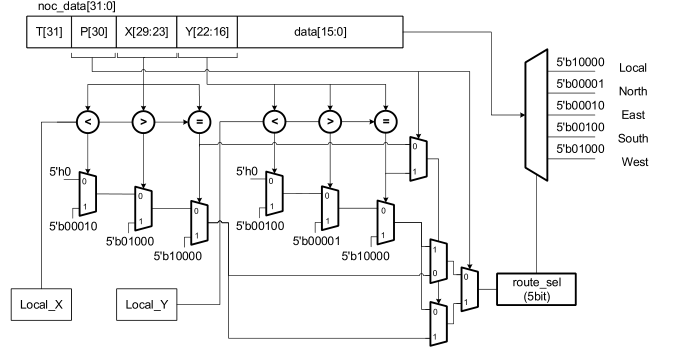 noc_data[31:0]
T[31] P[30] X[29:23] Y[22:16] data[15:0]
5'b10000 Local
5'b00001 North
5'b00010 East
5'b00100 South
5'b01000 West
< > = < > =
0
1
5'h0 0
1
5'b00010
0
1
5'b01000
0
1
5'b10000
5'h0 0
1
5'b00100
0
1
5'b00001
0
1
5'b10000
1
0
0
1
0
1
route_sel
(5bit)
Local_X
Local_Y